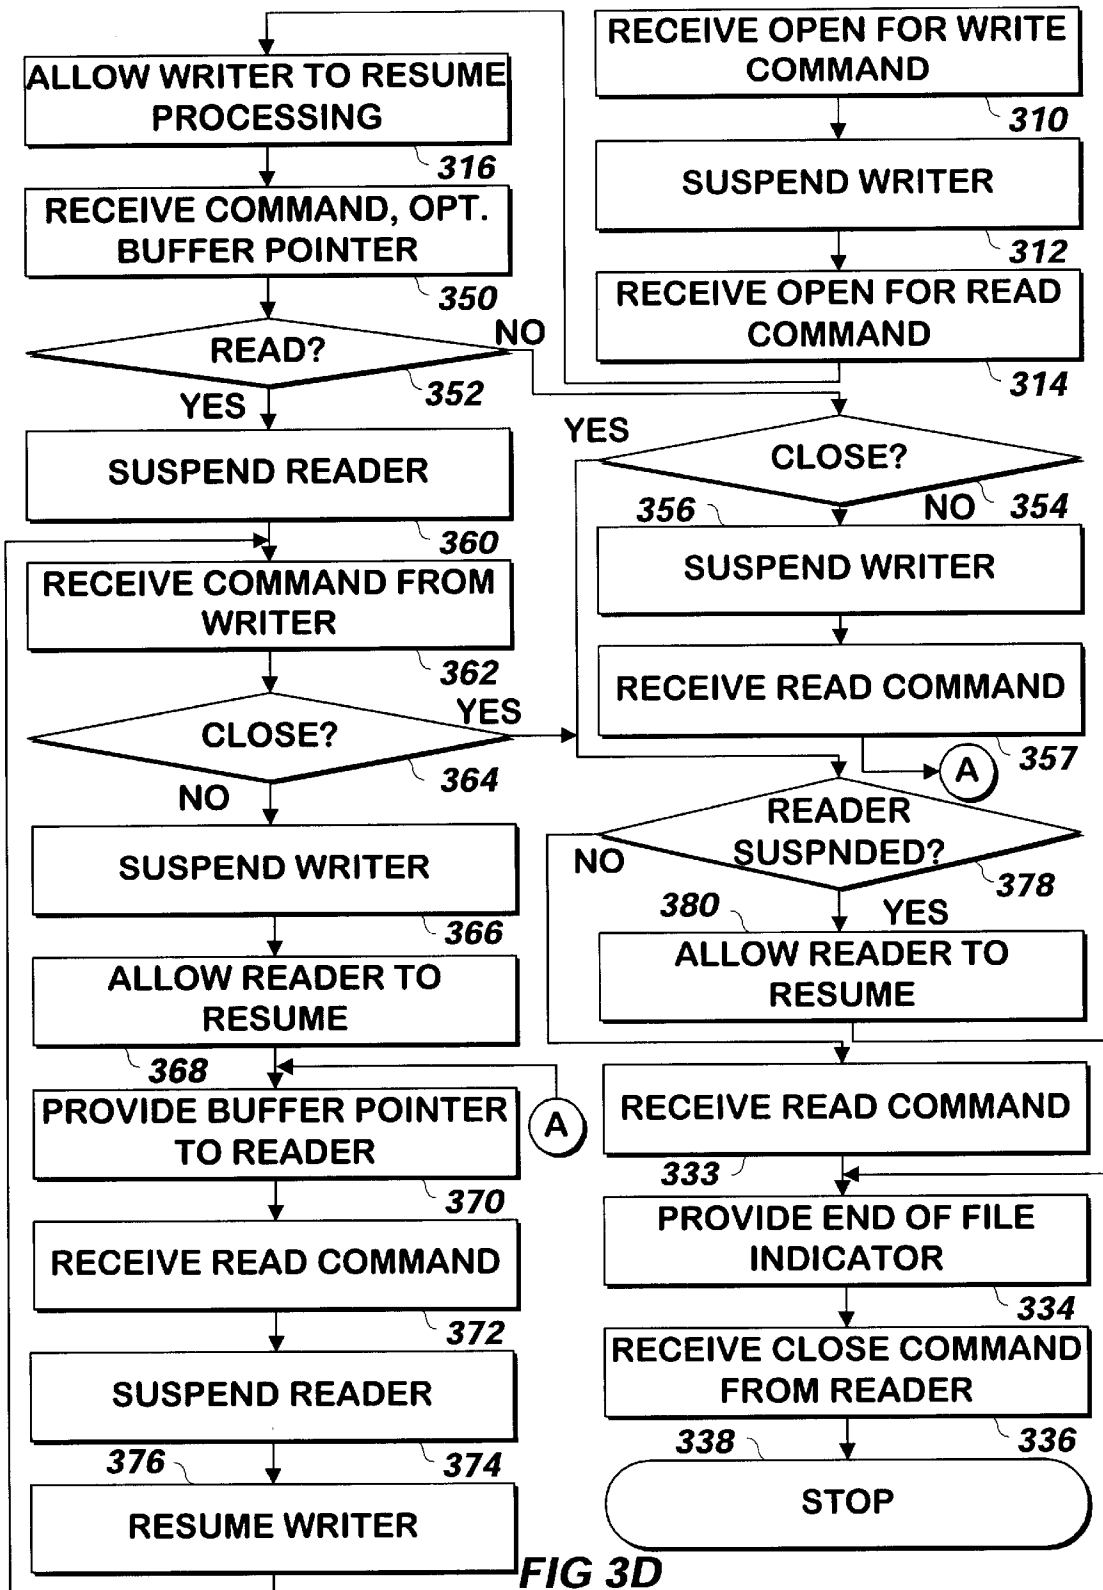 RECEIVE OPEN FOR WRITE
COMMAND
310
SUSPEND WRITER
312
RECEIVE OPEN FOR READ
COMMAND
314
ALLOW WRITER TO RESUME
PROCESSING
316
RECEIVE COMMAND, OPT.
BUFFER POINTER
350
READ?
NO
352
YES
SUSPEND READER
360
RECEIVE COMMAND FROM
WRITER
362
CLOSE?
YES
364
NO
SUSPEND WRITER
366
ALLOW READER TO
RESUME
368
A
PROVIDE BUFFER POINTER
TO READER
370
RECEIVE READ COMMAND
372
SUSPEND READER
374
376
RESUME WRITER
YES
CLOSE?
354
NO
356
SUSPEND WRITER
RECEIVE READ COMMAND
357
A
READER
SUSPNDED?
NO
378
YES
380
ALLOW READER TO
RESUME
RECEIVE READ COMMAND
333
PROVIDE END OF FILE
INDICATOR
334
RECEIVE CLOSE COMMAND
FROM READER
336
338
STOP
FIG 3D